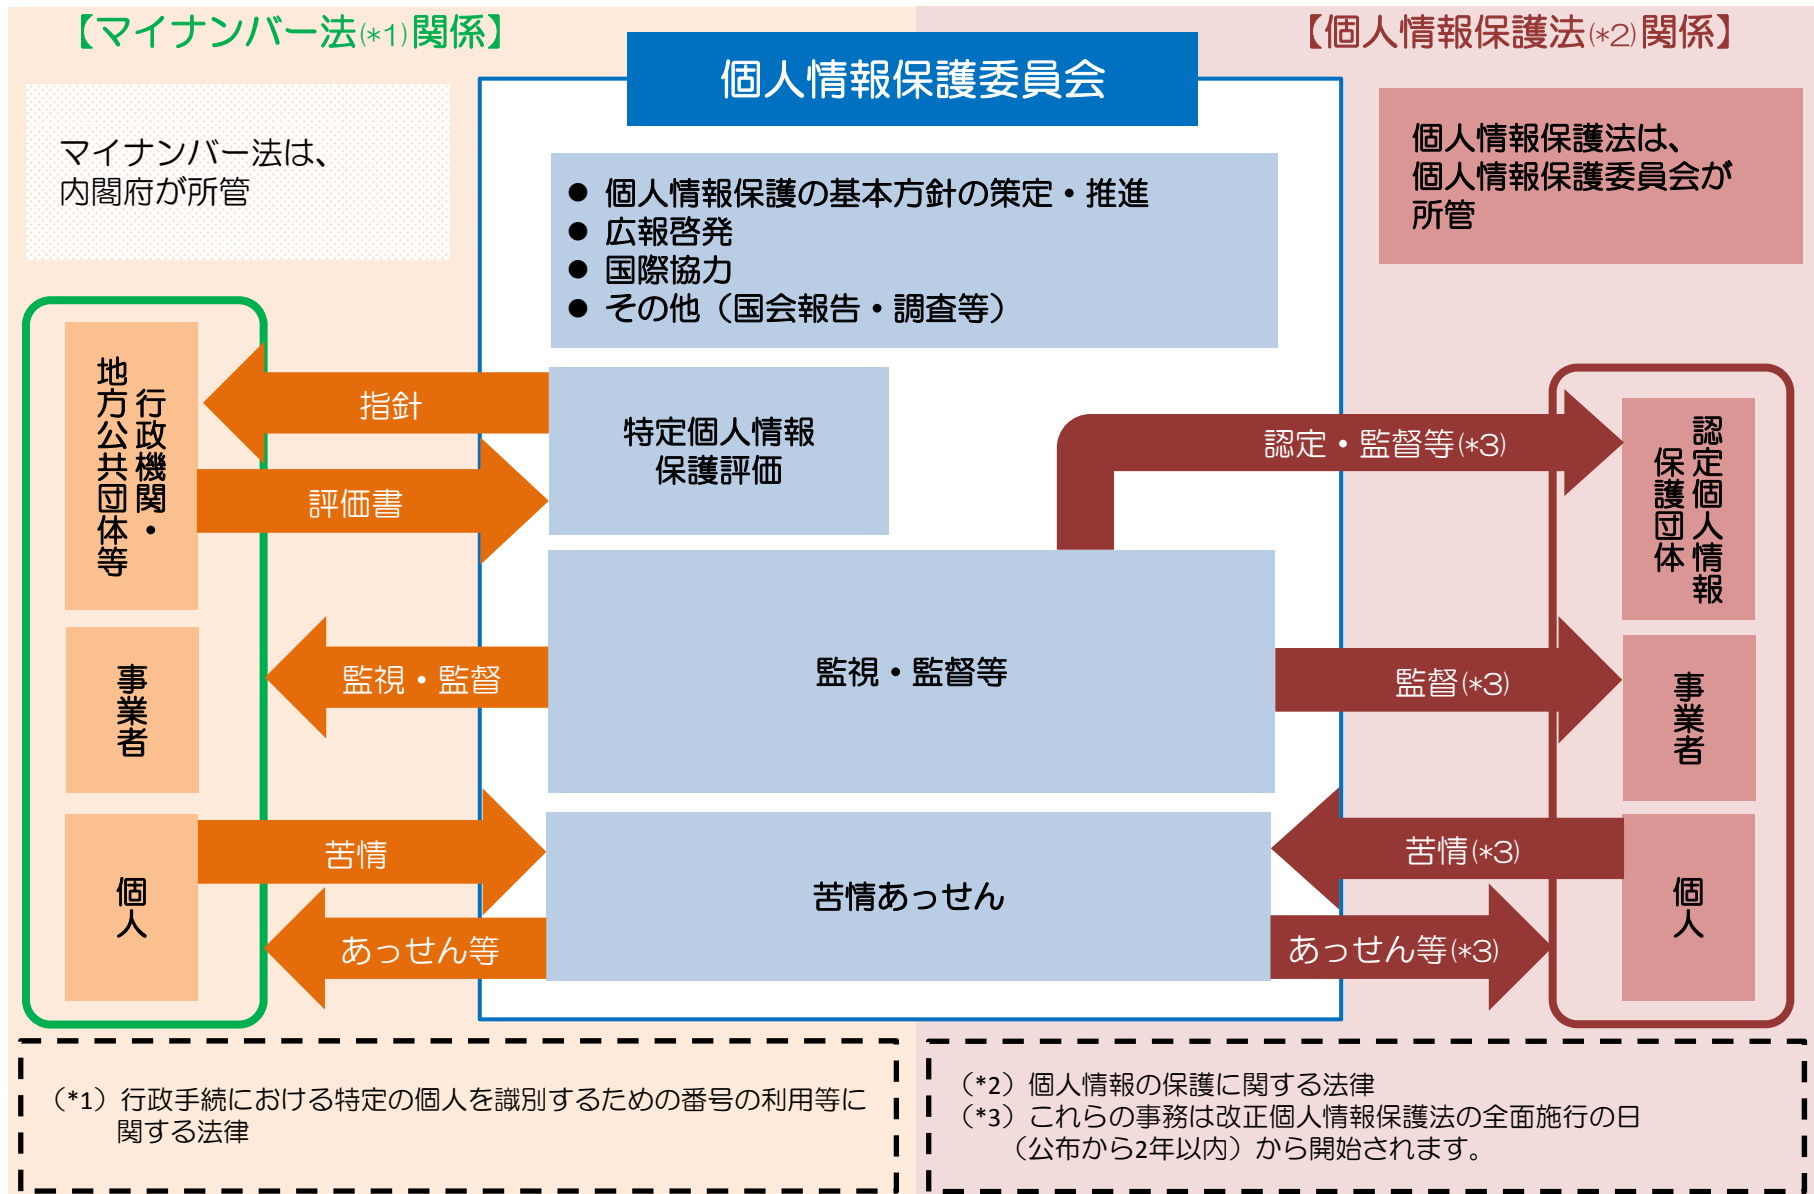 【マイナンバー法(*1)関係】
【個人情報保護法(*2)関係】
個人情報保護委員会
マイナンバー法は、
内閣府が所管
個人情報保護法は、
個人情報保護委員会が
所管
● 個人情報保護の基本方針の策定・推進
● 広報啓発
● 国際協力
● その他（国会報告・調査等）
行政機関・
地方公共団体等
指針
評価書
特定個人情報
保護評価
認定・監督等(*3)
認定個人情報
保護団体
事業者
監視・監督
監視・監督等
監督(*3)
事業者
個人
苦情
あっせん等
苦情あっせん
苦情(*3)
あっせん等(*3)
個人
（*1）行政手続における特定の個人を識別するための番号の利用等に
関する法律
（*2）個人情報の保護に関する法律
（*3）これらの事務は改正個人情報保護法の全面施行の日
（公布から2年以内）から開始されます。